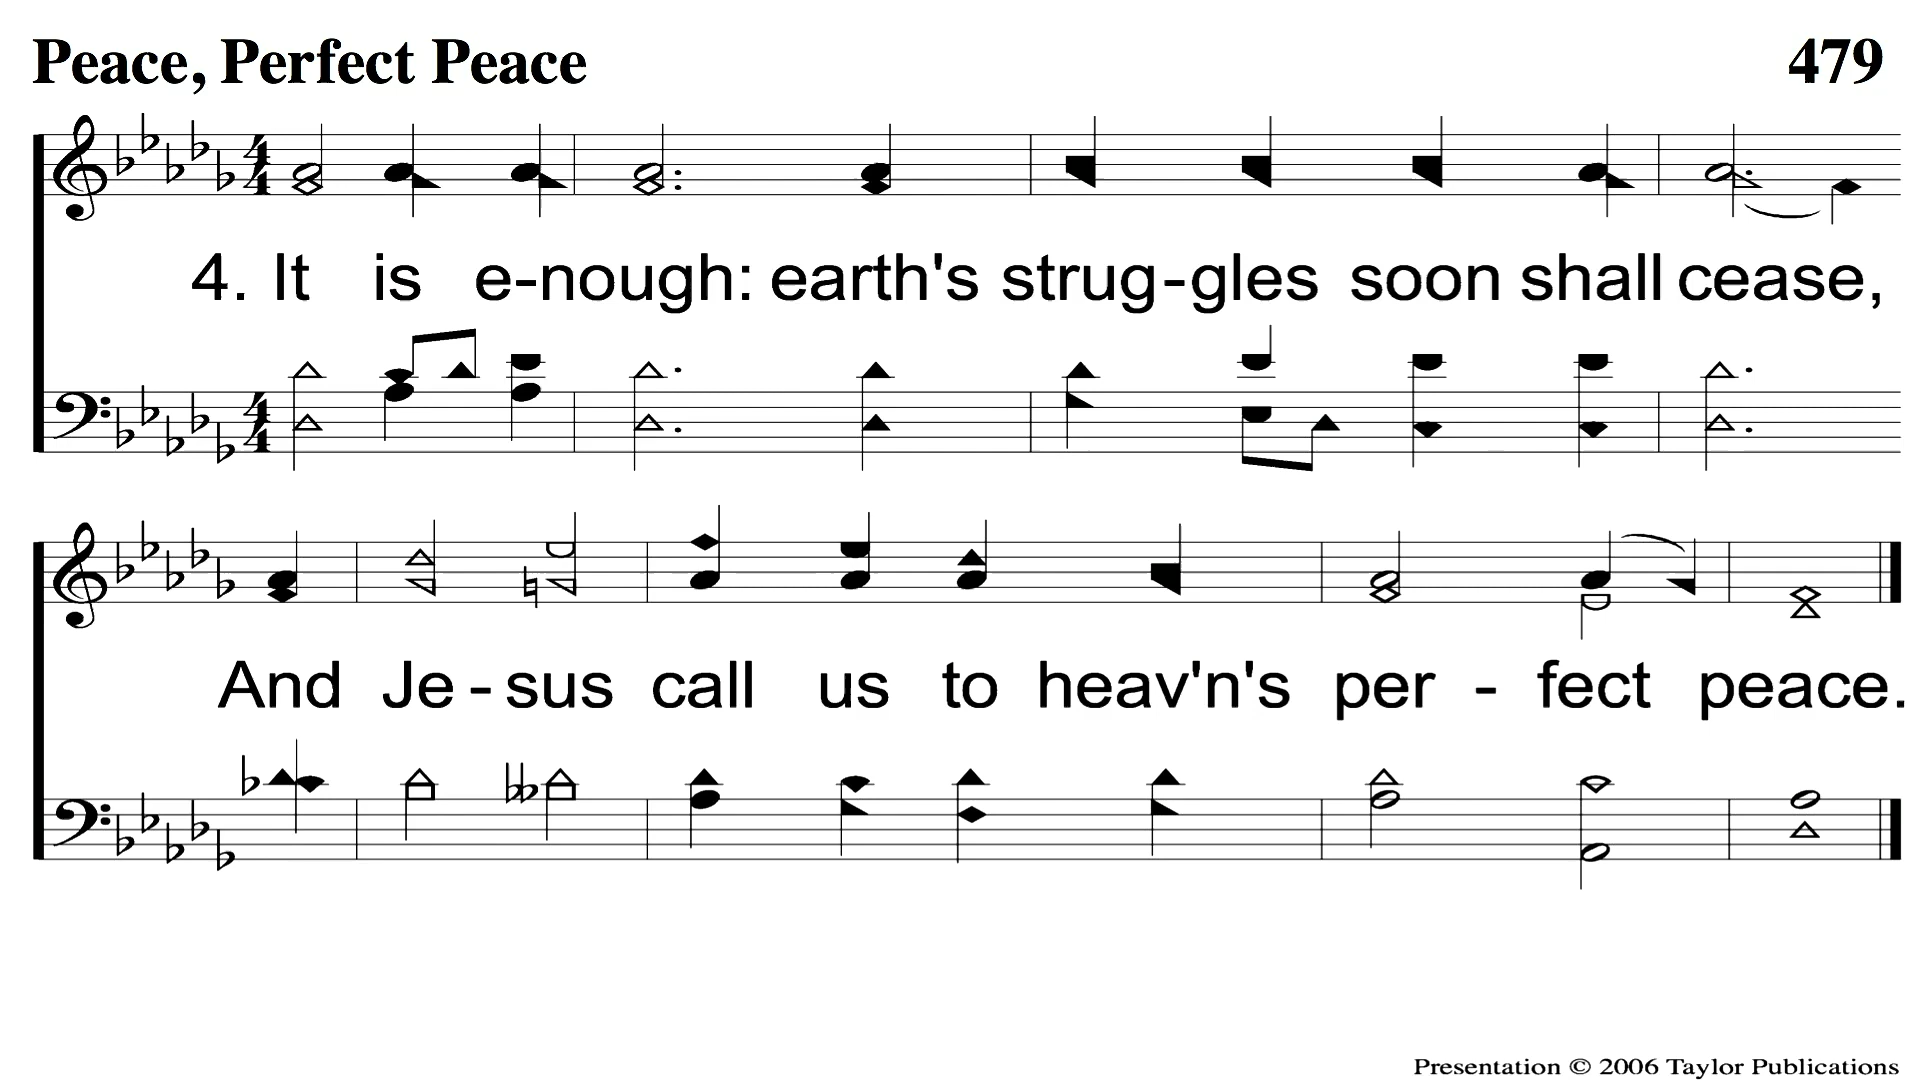 Peace, Perfect Peace 479
4. It is e-nough: earth's strug-gles soon shall cease,
And Je - sus call us to heav'n's per - fect peace.
Presentation © 2006 Taylor Publications